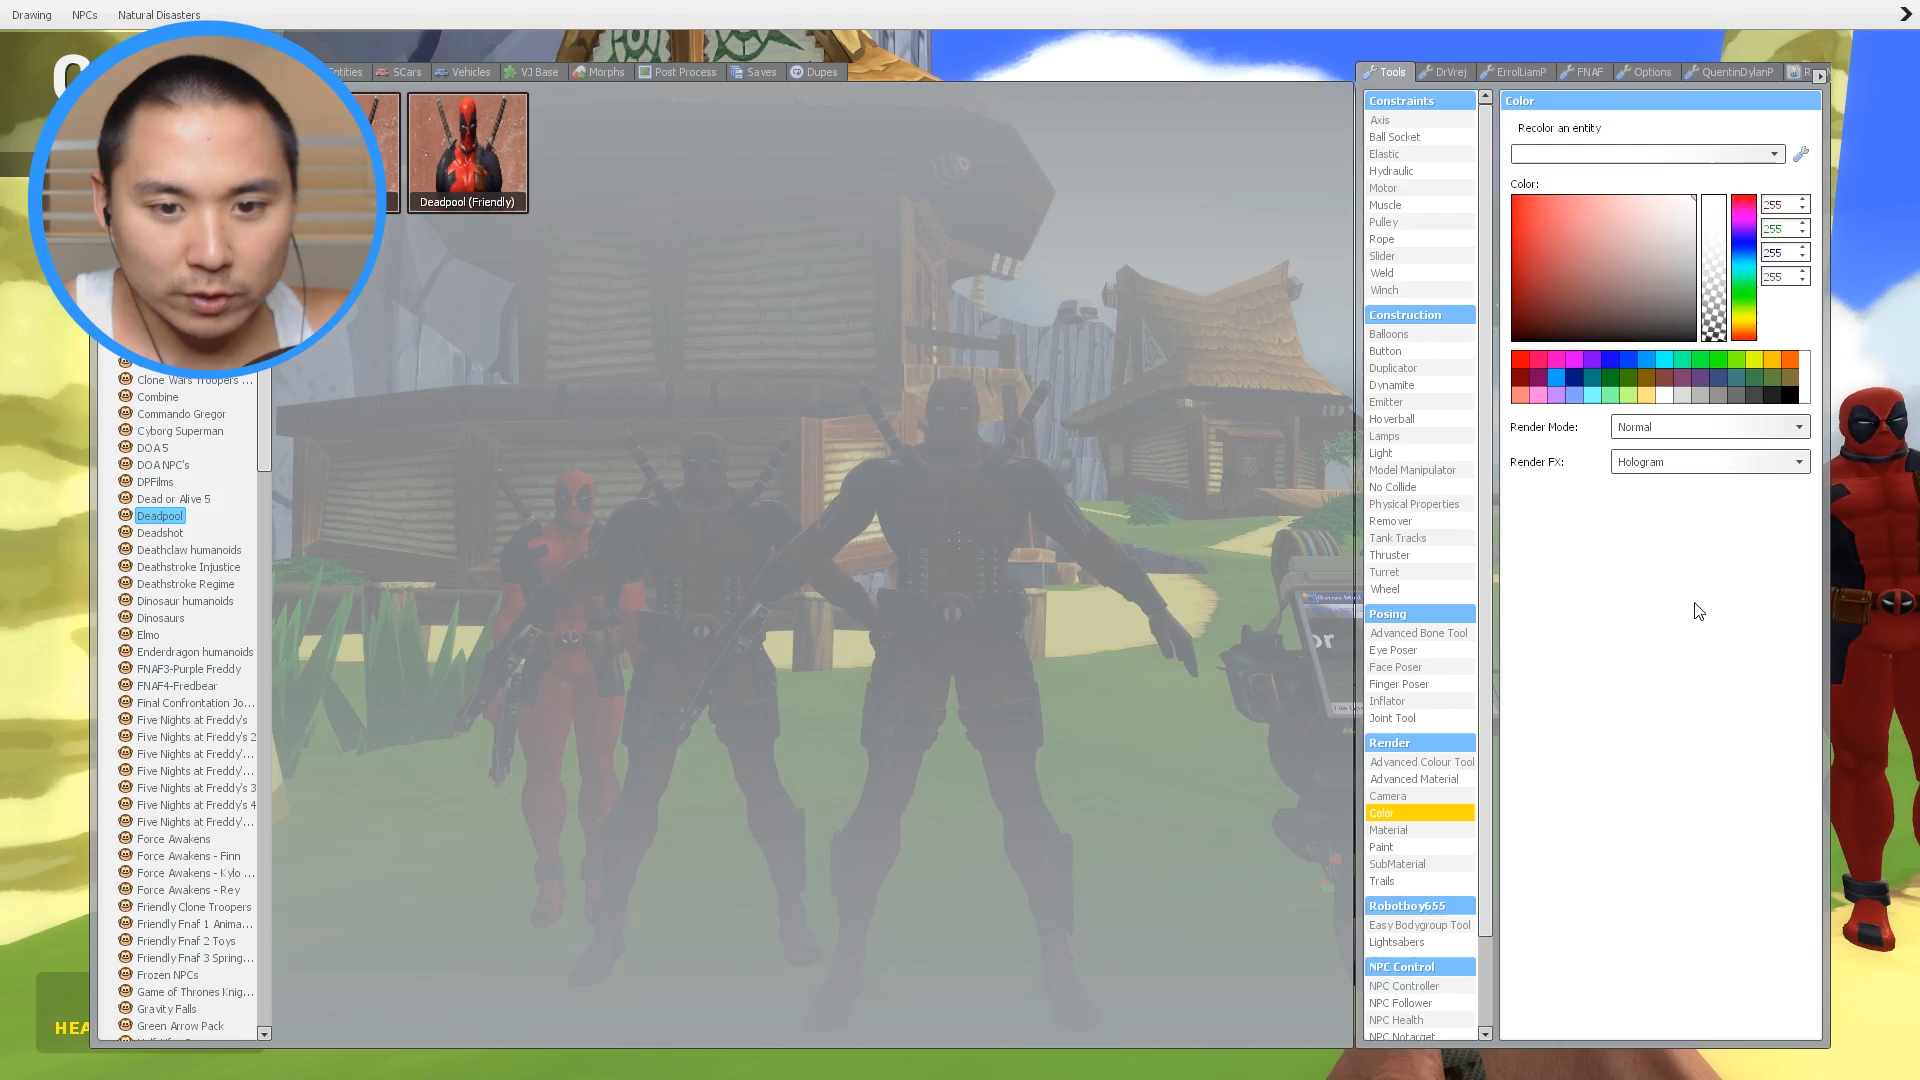 Drawing NPCs Natural Disasters
ntities SCars Vehicles VJ Base Morphs Post Process Saves Dupes
Tools DrVrej ErrolLiamP FNAF Options QuentinDylanP
Deadpool (Friendly)
Clone Wars Troopers ...
Combine
Commando Gregor
Cyborg Superman
DOA 5
DOA NPC's
DPFilms
Dead or Alive 5
Deadpool
Deadshot
Deathclaw humanoids
Deathstroke Injustice
Deathstroke Regime
Dinosaur humanoids
Dinosaurs
Elmo
Enderdragon humanoids
FNAF3-Purple Freddy
FNAF4-Fredbear
Final Confrontation Jo...
Five Nights at Freddy's
Five Nights at Freddy's 2
Five Nights at Freddy'...
Five Nights at Freddy'...
Five Nights at Freddy's 3
Five Nights at Freddy's 4
Five Nights at Freddy'...
Force Awakens
Force Awakens - Finn
Force Awakens - Kylo ...
Force Awakens - Rey
Friendly Clone Troopers
Friendly Fnaf 1 Anima...
Friendly Fnaf 2 Toys
Friendly Fnaf 3 Spring...
Frozen NPCs
Game of Thrones Knig...
Gravity Falls
Green Arrow Pack
HEA
Constraints
Axis
Ball Socket
Elastic
Hydraulic
Motor
Muscle
Pulley
Rope
Slider
Weld
Winch
Construction
Balloons
Button
Duplicator
Dynamite
Emitter
Hoverball
Lamps
Light
Model Manipulator
No Collide
Physical Properties
Remover
Tank Tracks
Thruster
Turret
Wheel
Posing
Advanced Bone Tool
Eye Poser
Face Poser
Finger Poser
Inflator
Joint Tool
Render
Advanced Colour Tool
Advanced Material
Camera
Color
Material
Paint
SubMaterial
Trails
Robotboy655
Easy Bodygroup Tool
Lightsabers
NPC Control
NPC Controller
NPC Follower
NPC Health
NPC Notarget
Color
Recolor an entity
Color:
255
255
255
255
Render Mode: Normal
Render FX: Hologram